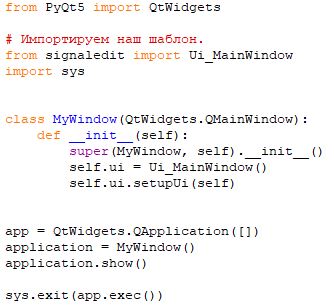 from PyQt5 import QtWidgets
# Импортируем наш шаблон.
from signaledit import Ui_MainWindow
import sys
class MyWindow(QtWidgets.QMainWindow):
    def __init__(self):
        super(MyWindow, self).__init__()
        self.ui = Ui_MainWindow()
        self.ui.setupUi(self)
app = QtWidgets.QApplication([])
application = MyWindow()
application.show()
sys.exit(app.exec())